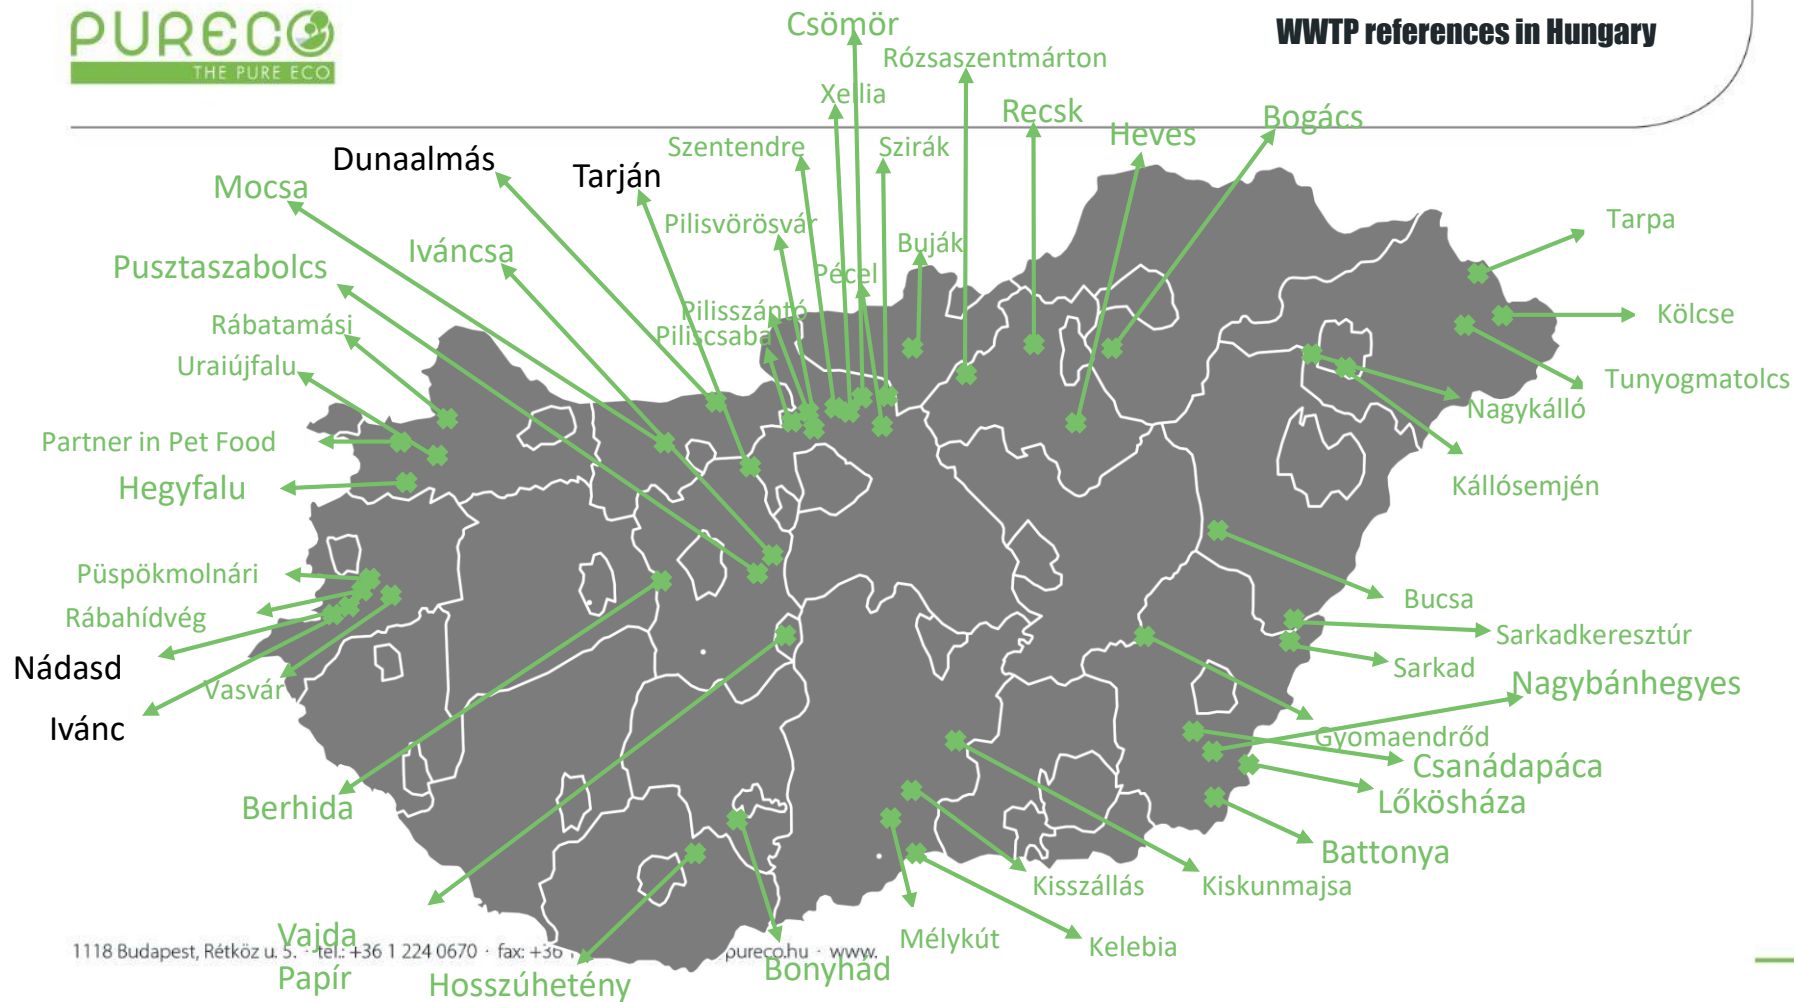 PURECO
THE PURE ECO
WWTP references in Hungary
Csömör
Rózsaszentmárton
Xellia
Recsk
Bogács
Heves
Szentendre
Szirák
Dunaalmás
Tarján
Mocsa
Pilisvörösvár
Buják
Tarpa
Iváncsa
Pusztaszabolcs
Pécel
Pilisszántó
Kölcse
Rábatamási
Piliscsaba
Uraiújfalu
Tunyogmatolcs
Nagykálló
Partner in Pet Food
Hegyfalu
Kállósemjén
Püspökmolnári
Bucsa
Rábahídvég
Sarkadkeresztúr
Nádasd
Sarkad
Vasvár
Nagybánhegyes
Ivánc
Gyomaendrőd
Csanádapáca
Berhida
Lőkösháza
Battonya
Kisszállás
Kiskunmajsa
Vajda
Papír
Mélykút
Kelebia
1118 Budapest, Rétköz u. 5. · tel.: +36 1 224 0670 · fax: +36 1 pureco.hu · www.
Bonyhád
Hosszúhetény